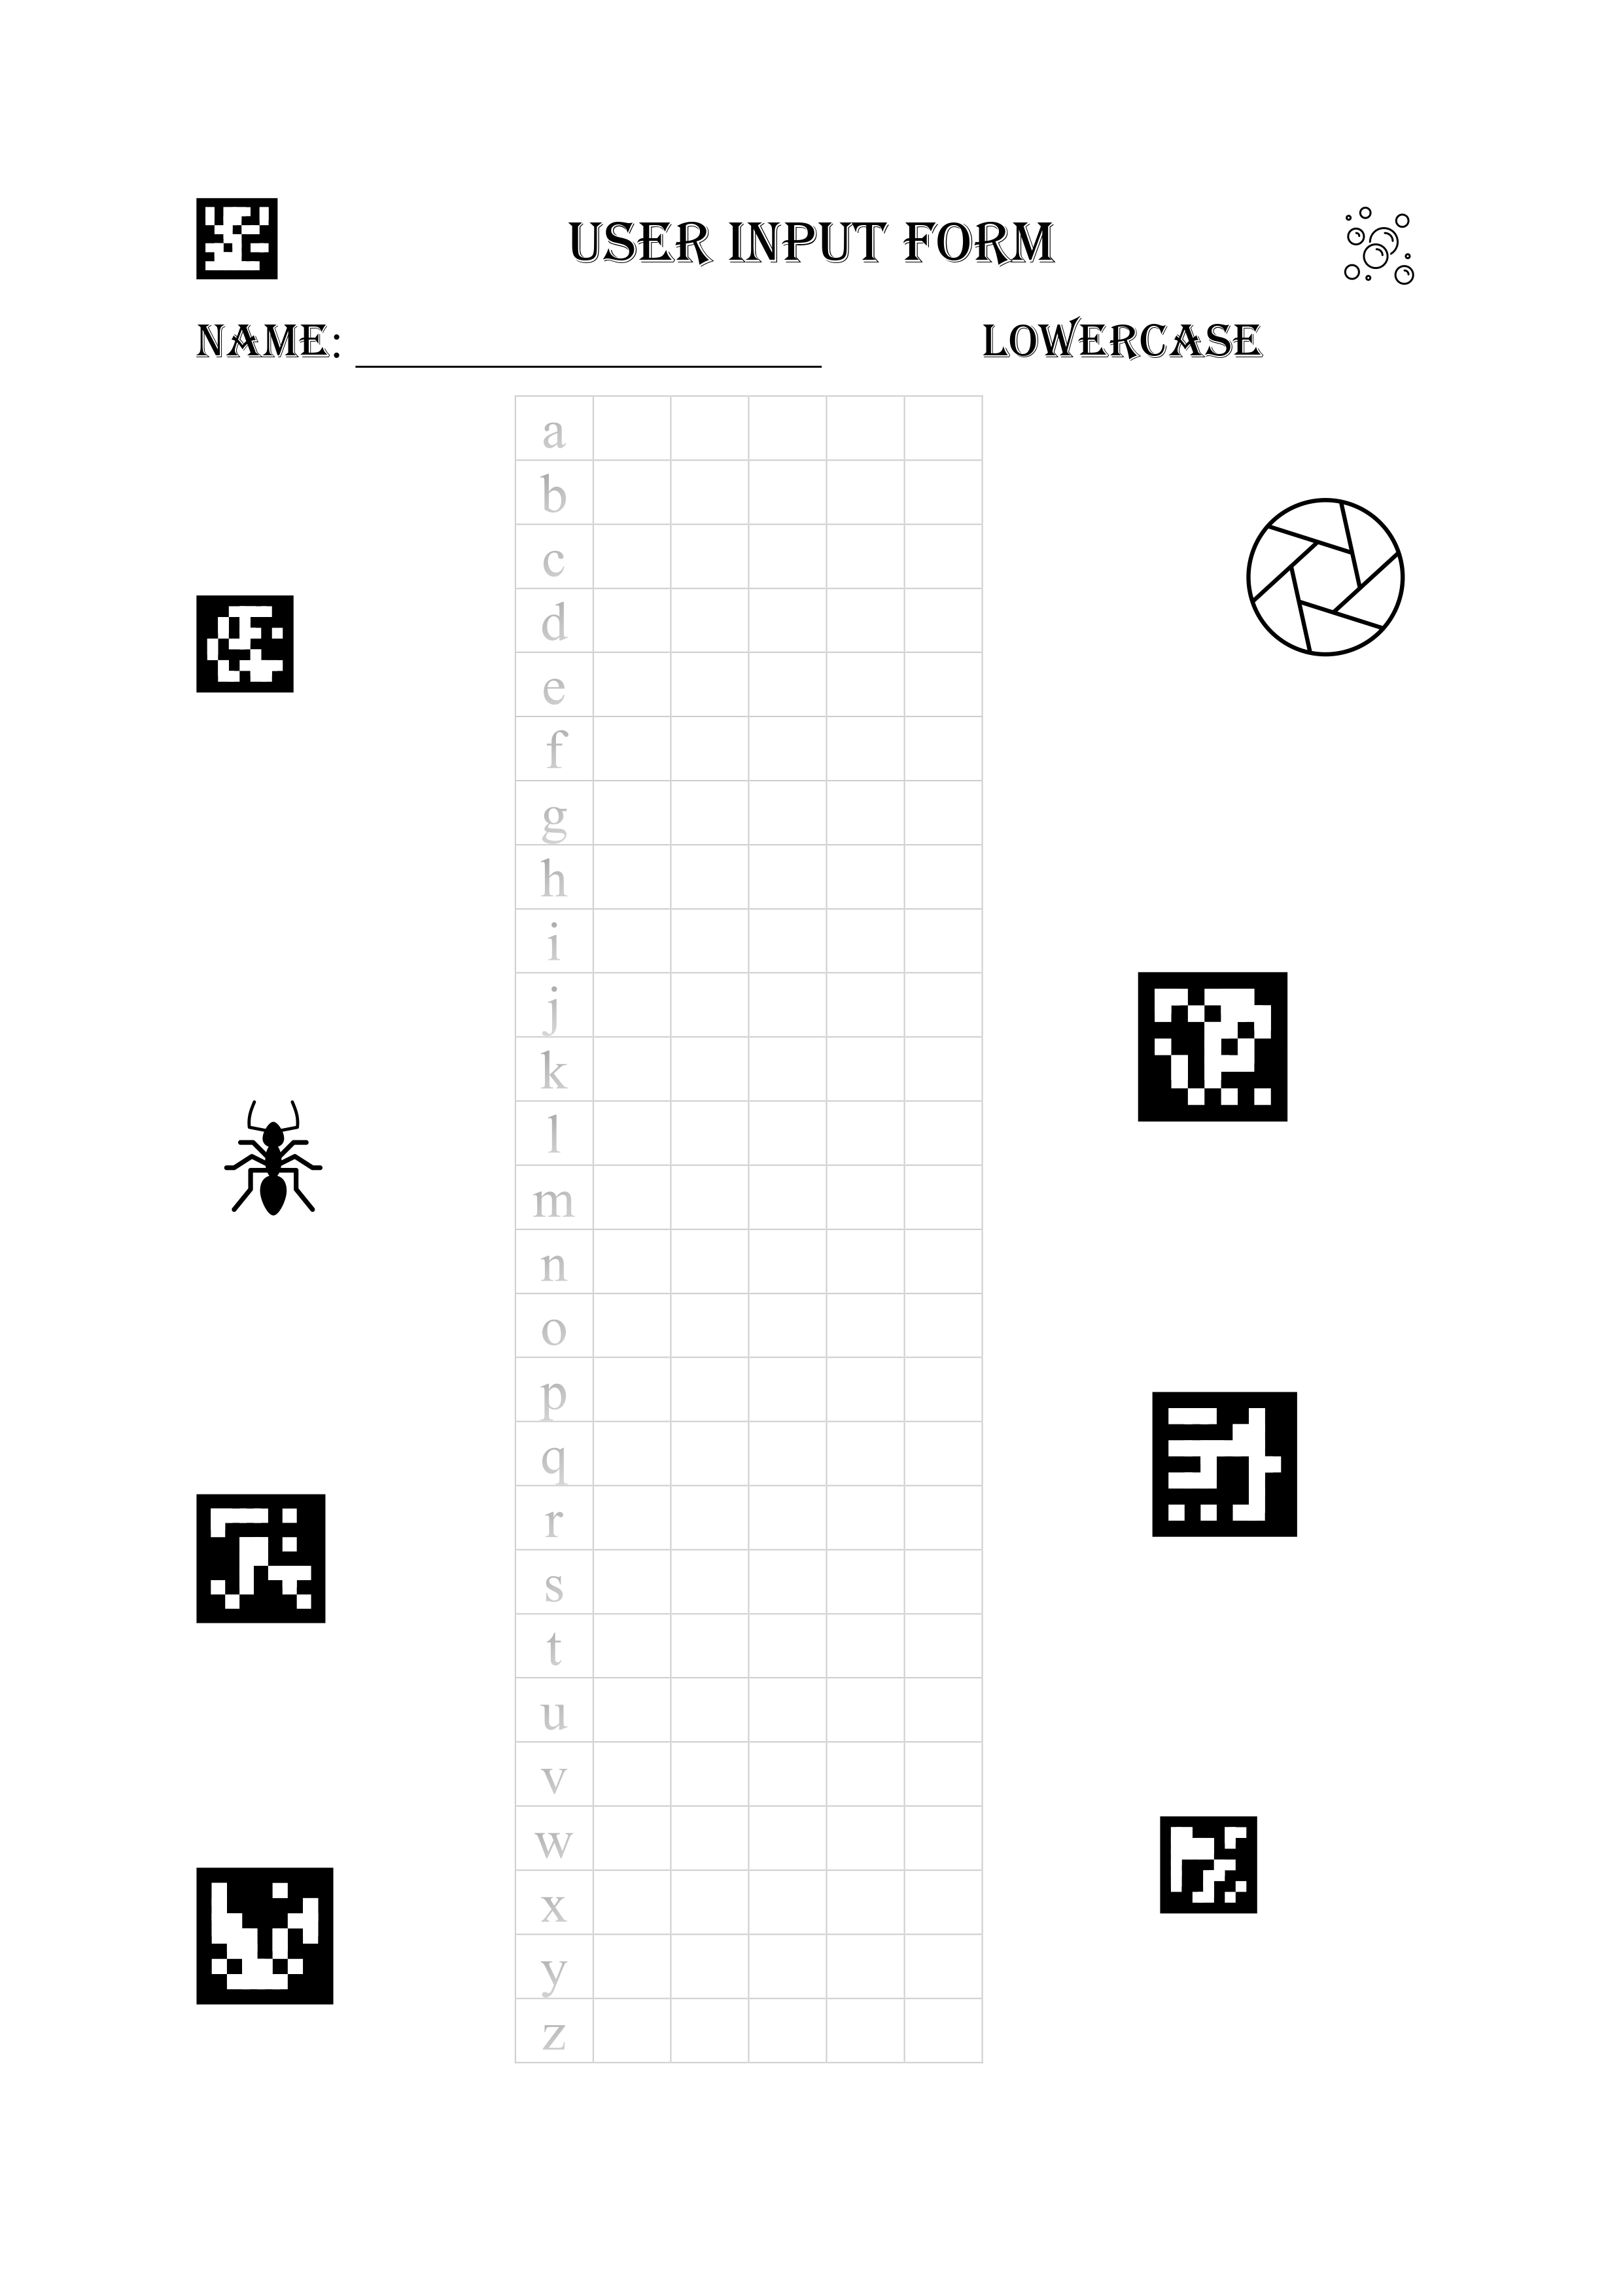 USER INPUT FORM
NAME:
LOWERCASE
a
b
c
d
e
f
g
h
i
j
k
l
m
n
o
p
q
r
s
t
u
v
w
x
y
z